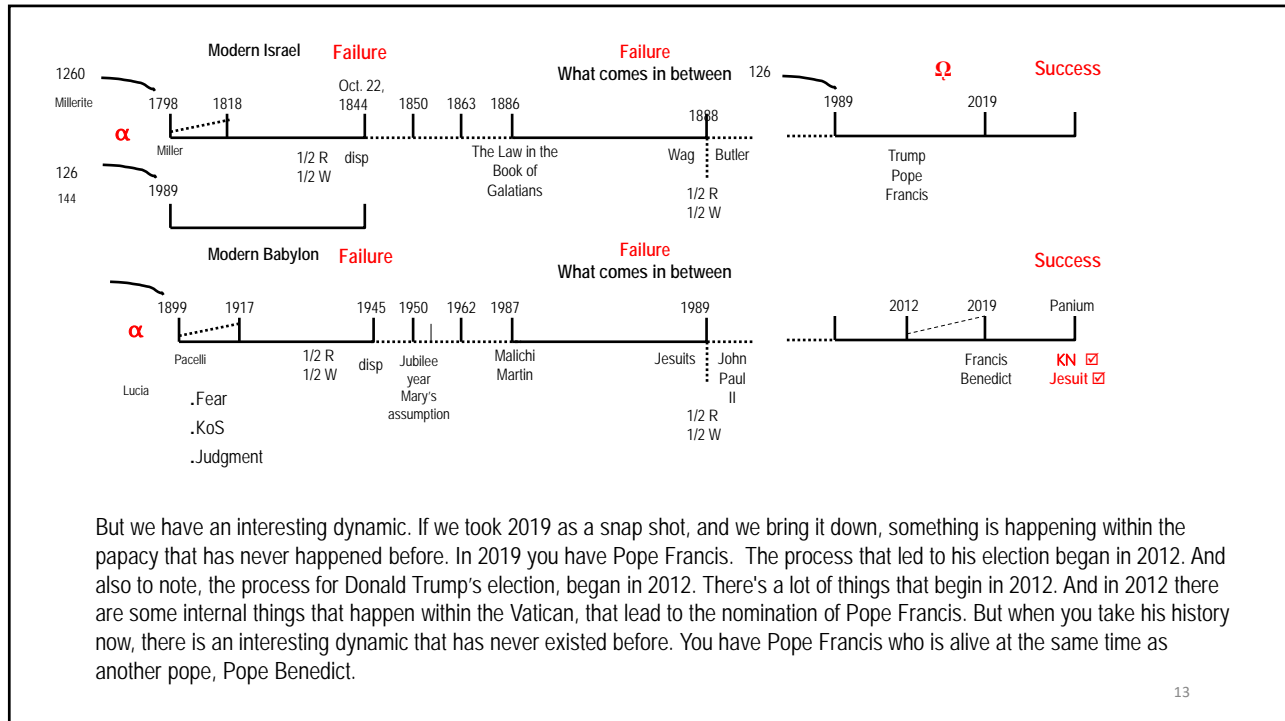 Modern Israel Failure
Failure
What comes in between
Ω
Success
1260
Millerite
1798
1818
Oct. 22,
1844
1850
1863
1886
1888
126
1989
2019
α
Miller
1/2 R
1/2 W
disp
The Law in the
Book of
Galatians
Wag
Butler
1/2 R
1/2 W
Trump
Pope
Francis
126
144
1989
Modern Babylon Failure
Failure
What comes in between
Success
α
1899
1917
1945
1950
1962
1987
1989
2012
2019
Panium
Pacelli
Lucia
1/2 R
1/2 W
disp
Jubilee
year
Mary's
assumption
Malichi
Martin
Jesuits
John
Paul
II
1/2 R
1/2 W
Francis
Benedict
KN ☑
Jesuit ☑
.Fear
.KoS
.Judgment
But we have an interesting dynamic. If we took 2019 as a snap shot, and we bring it down, something is happening within the
papacy that has never happened before. In 2019 you have Pope Francis. The process that led to his election began in 2012. And
also to note, the process for Donald Trump's election, began in 2012. There's a lot of things that begin in 2012. And in 2012 there
are some internal things that happen within the Vatican, that lead to the nomination of Pope Francis. But when you take his history
now, there is an interesting dynamic that has never existed before. You have Pope Francis who is alive at the same time as
another pope, Pope Benedict.
13